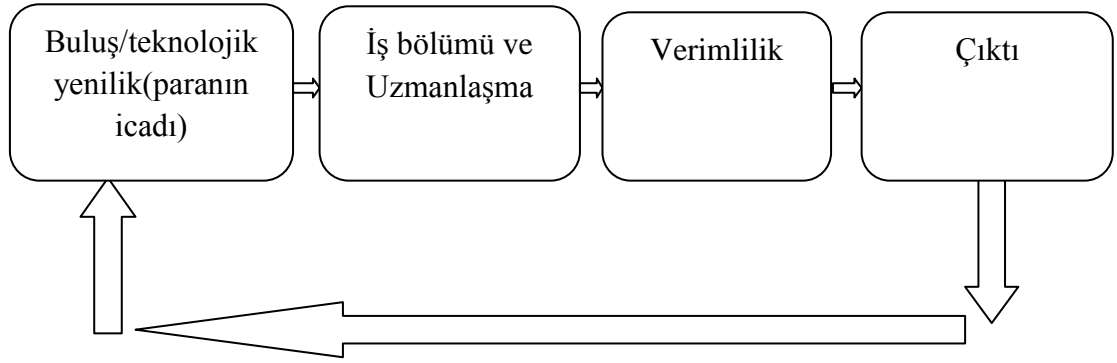 Buluş/teknolojik
yenilik(paranın
icadı)
İş bölümü ve
Uzmanlaşma
Verimlilik
Çıktı